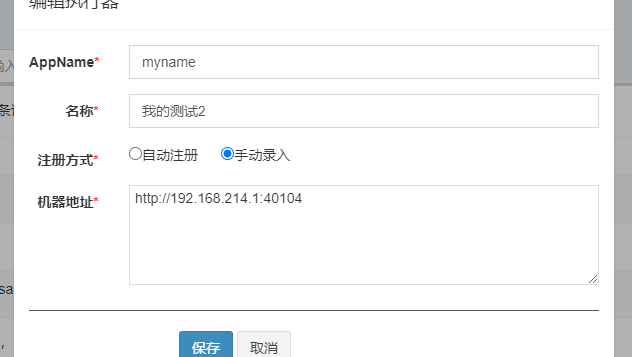 编辑执行器
输入
AppName*
myname
名称*
我的测试2
注册方式*
自动注册 手动录入
机器地址*
http://192.168.214.1:40104
保存 取消